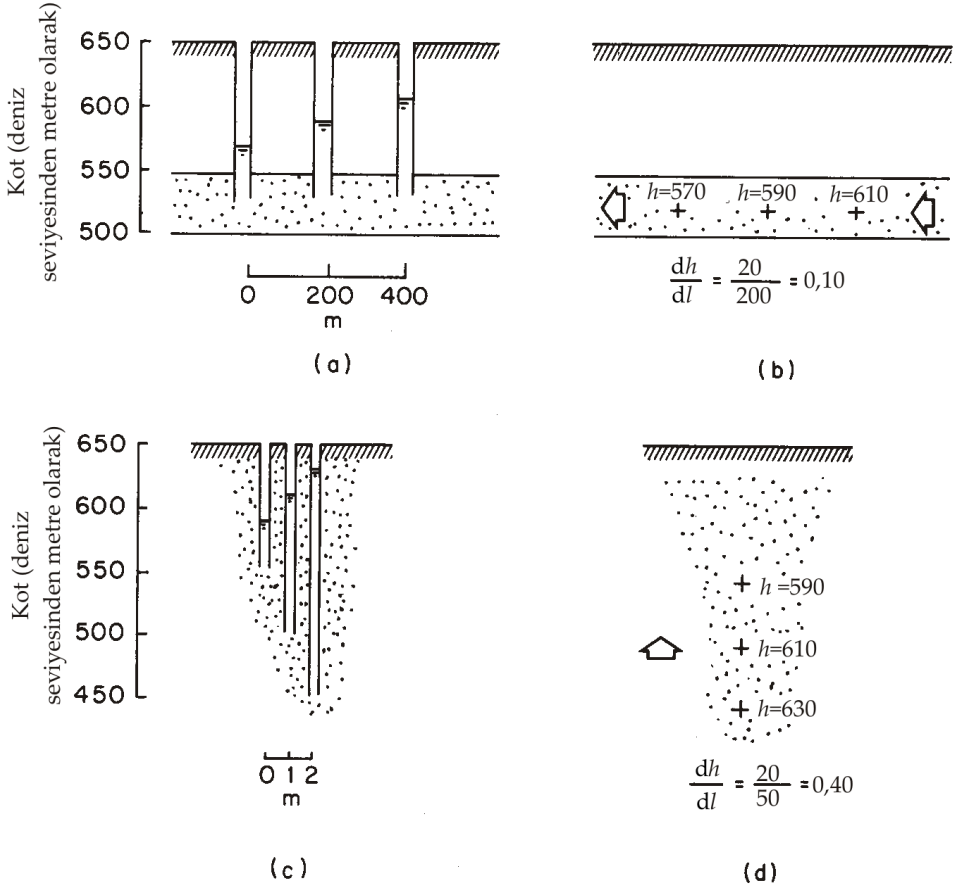 Kot (deniz
seviyesinden metre olarak)
650
600
550
500
0 200 400
m
(a)
h=570 h=590 h=610
dh/dl = 20/200 = 0,10
(b)
Kot (deniz
seviyesinden metre olarak)
650
600
550
500
450
0 1 2
m
(c)
h=590
h=610
h=630
dh/dl = 20/50 = 0,40
(d)